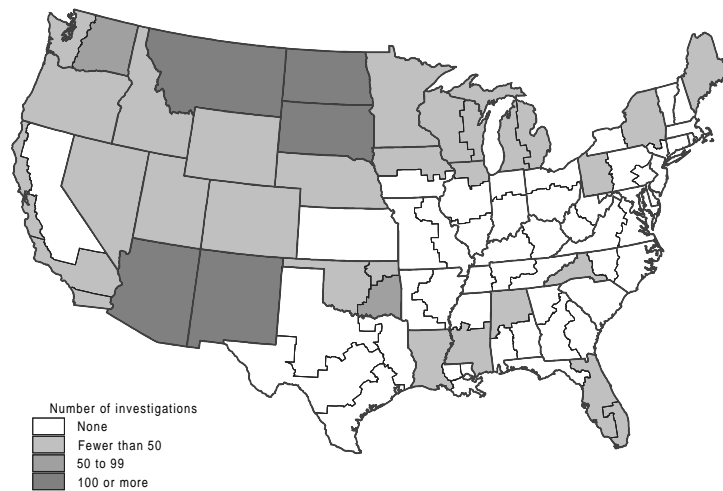 Number of investigations
None
Fewer than 50
50 to 99
100 or more